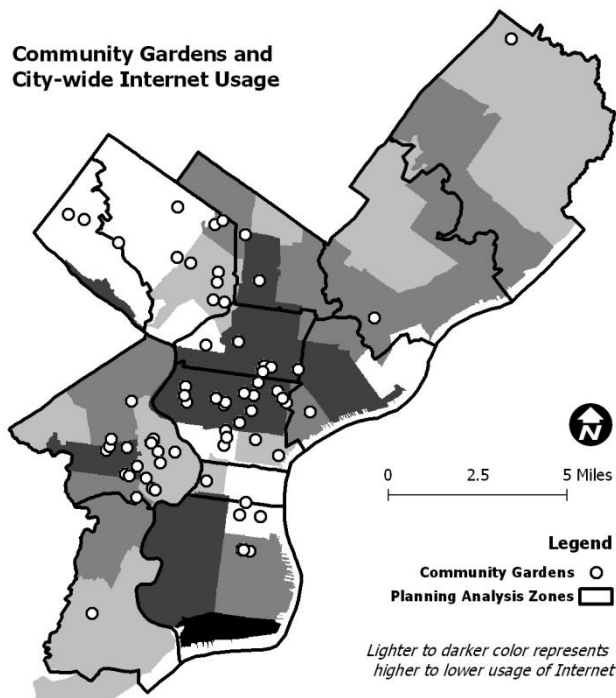 Community Gardens and
City-wide Internet Usage
N
0 2.5 5 Miles
Legend
Community Gardens
Planning Analysis Zones
Lighter to darker color represents
higher to lower usage of Internet